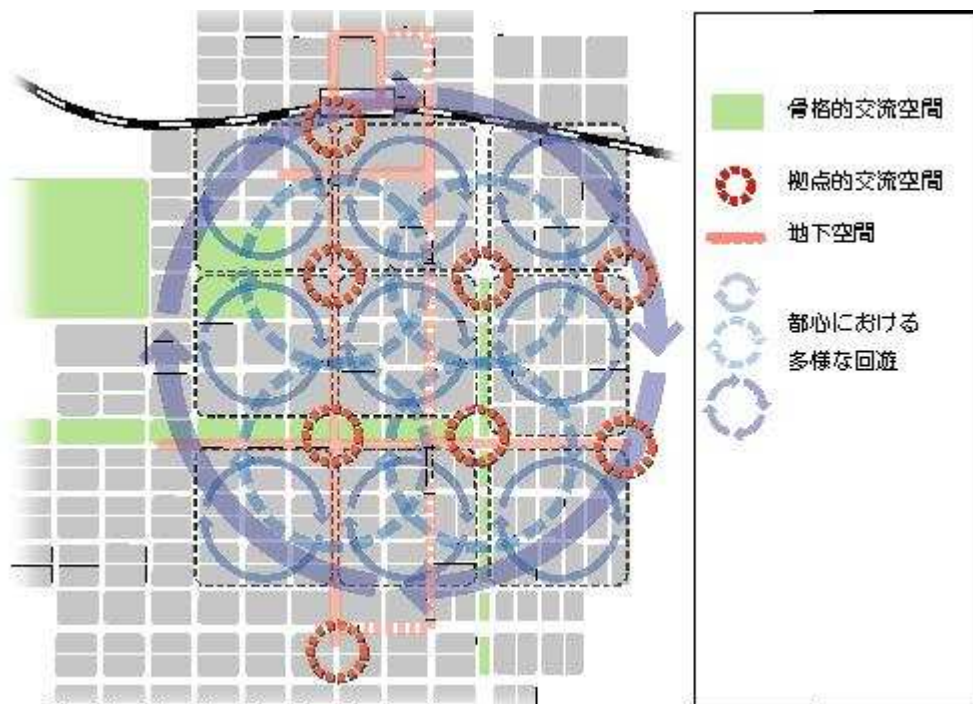 骨格的交流空間
拠点的交流空間
地下空間
都心における
多様な回遊